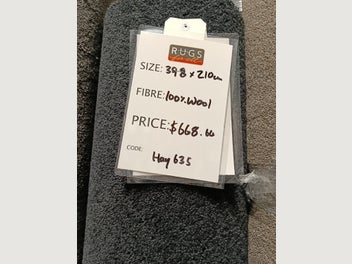 RUGS
SIZE: 398 x 210cm
FIBRE: 100% Wool
PRICE: $668.
CODE: Hay 635